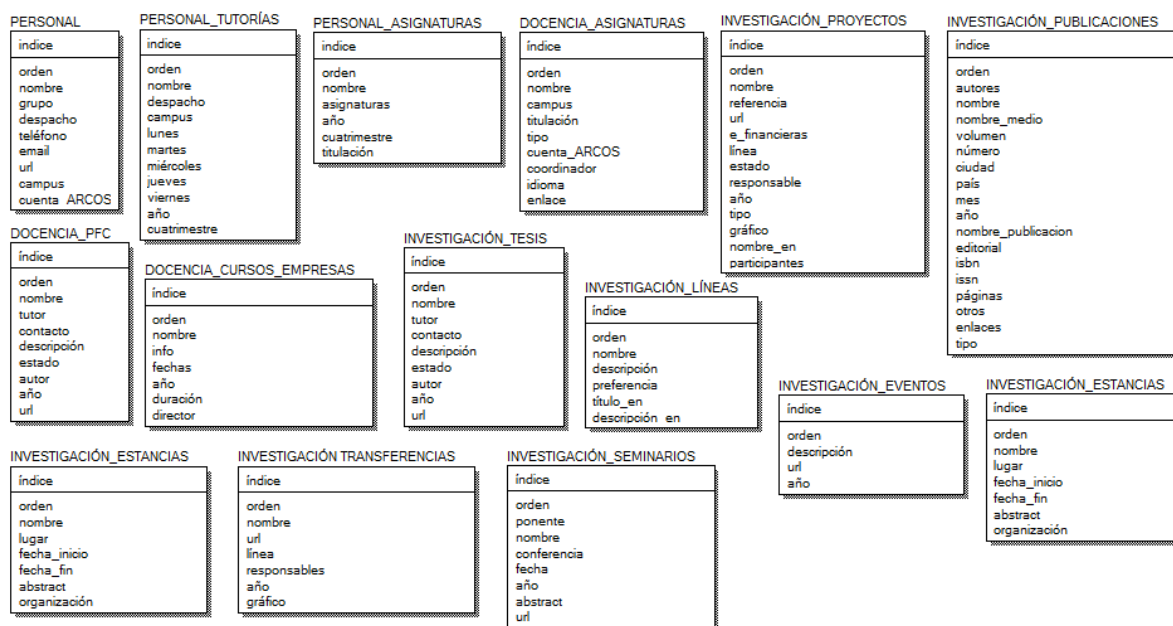 PERSONAL
índice
orden
nombre
grupo
despacho
teléfono
email
url
campus
cuenta_ARCOS
PERSONAL_TUTORÍAS
índice
orden
nombre
despacho
campus
lunes
martes
miércoles
jueves
viernes
año
cuatrimestre
PERSONAL_ASIGNATURAS
índice
orden
nombre
asignaturas
año
cuatrimestre
titulación
DOCENCIA_ASIGNATURAS
índice
orden
nombre
campus
titulación
tipo
cuenta_ARCOS
coordinador
idioma
enlace
INVESTIGACIÓN_PROYECTOS
índice
orden
nombre
referencia
url
e_financieras
línea
estado
responsable
año
tipo
gráfico
nombre_en
participantes
INVESTIGACIÓN_PUBLICACIONES
índice
orden
autores
nombre
nombre_medio
volumen
número
ciudad
país
mes
año
nombre_publicacion
editorial
isbn
issn
páginas
otros
enlaces
tipo
DOCENCIA_PFC
índice
orden
nombre
tutor
contacto
descripción
estado
autor
año
url
DOCENCIA_CURSOS_EMPRESAS
índice
orden
nombre
info
fechas
año
duración
director
INVESTIGACIÓN_TESIS
índice
orden
nombre
tutor
contacto
descripción
estado
autor
año
url
INVESTIGACIÓN_LÍNEAS
índice
orden
nombre
descripción
preferencia
título_en
descripción_en
INVESTIGACIÓN_EVENTOS
índice
orden
descripción
url
año
INVESTIGACIÓN_ESTANCIAS
índice
orden
nombre
lugar
fecha_inicio
fecha_fin
abstract
organización
INVESTIGACIÓN_ESTANCIAS
índice
orden
nombre
lugar
fecha_inicio
fecha_fin
abstract
organización
INVESTIGACIÓN TRANSFERENCIAS
índice
orden
nombre
url
línea
responsables
año
gráfico
INVESTIGACIÓN_SEMINARIOS
índice
orden
ponente
nombre
conferencia
fecha
año
abstract
url